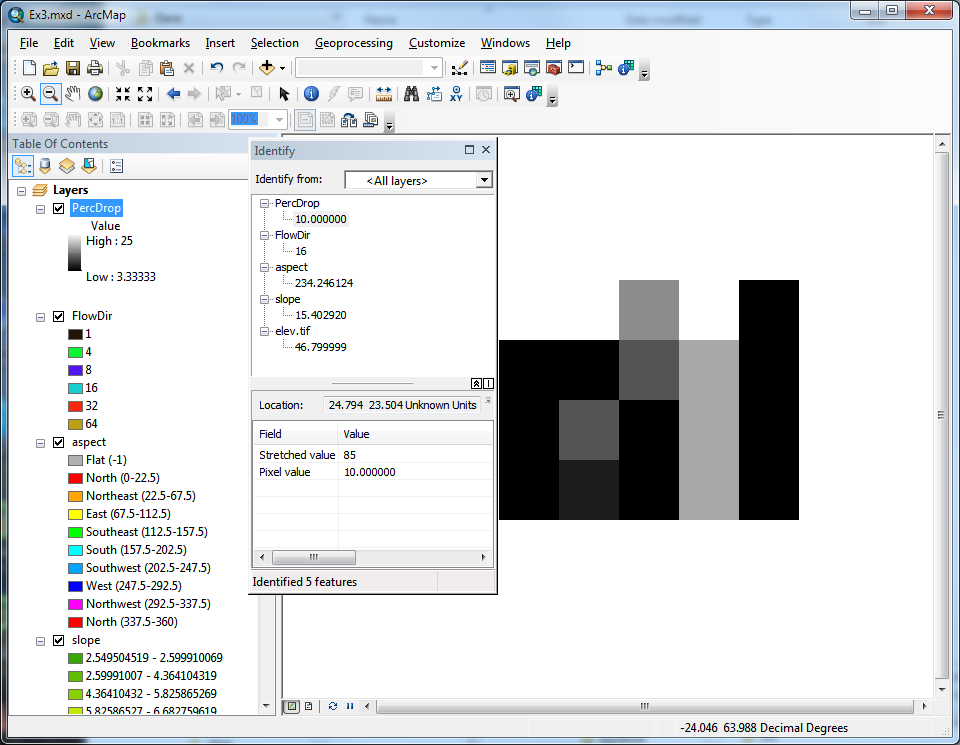 Ex3.mxd - ArcMap
File Edit View Bookmarks Insert Selection Geoprocessing Customize Windows Help
100%
Table Of Contents
Layers
PercDrop
Value
High : 25
Low : 3.33333
FlowDir
1
4
8
16
32
64
aspect
Flat (-1)
North (0-22.5)
Northeast (22.5-67.5)
East (67.5-112.5)
Southeast (112.5-157.5)
South (157.5-202.5)
Southwest (202.5-247.5)
West (247.5-292.5)
Northwest (292.5-337.5)
North (337.5-360)
slope
2.549504519 - 2.599910069
2.59991007 - 4.364104319
4.36410432 - 5.825865269
5.82586527 - 6.682759619
Identify
Identify from: <All layers>
PercDrop
10.000000
FlowDir
16
aspect
234.246124
slope
15.402920
elev.tif
46.799999
Location: 24.794 23.504 Unknown Units
Field Value
Stretched value 85
Pixel value 10.000000
Identified 5 features
-24.046 63.988 Decimal Degrees